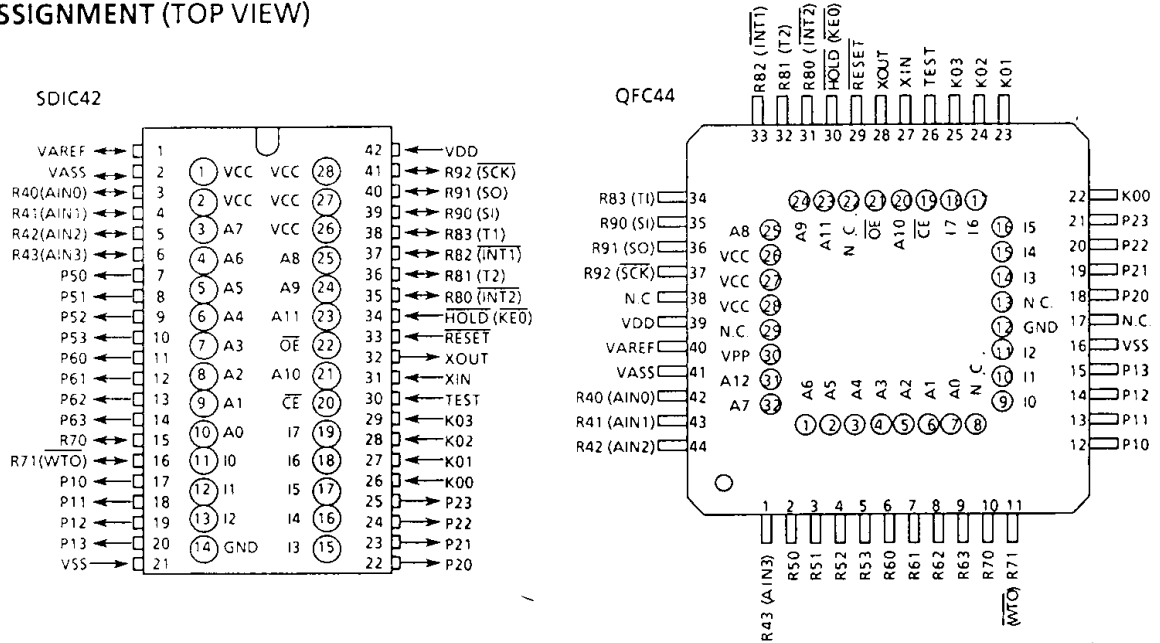 SSIGNMENT (TOP VIEW)
SDIC42
VAREF 1
VASS 2
R40(AIN0) 3
R41(AIN1) 4
R42(AIN2) 5
R43(AIN3) 6
P50 7
P51 8
P52 9
P53 10
P60 11
P61 12
P62 13
P63 14
R70 15
R71(WTO) 16
P10 17
P11 18
P12 19
P13 20
VSS 21
1 VCC VCC 28
2 VCC VCC 27
3 A7 VCC 26
4 A6 A8 25
5 A5 A9 24
6 A4 A11 23
7 A3 OE 22
8 A2 A10 21
9 A1 CE 20
10 A0 I7 19
11 I0 I6 18
12 I1 I5 17
13 I2 I4 16
14 GND I3 15
42 VDD
41 R92 (SCK)
40 R91 (SO)
39 R90 (SI)
38 R83 (T1)
37 R82 (INT1)
36 R81 (T2)
35 R80 (INT2)
34 HOLD (KE0)
33 RESET
32 XOUT
31 XIN
30 TEST
29 K03
28 K02
27 K01
26 K00
25 P23
24 P22
23 P21
22 P20
QFC44
R82 (INT1)
R81 (T2)
R80 (INT2)
HOLD (KE0)
RESET
XOUT
XIN
TEST
K03
K02
K01
33 32 31 30 29 28 27 26 25 24 23
R83 (TI) 34
R90 (SI) 35
R91 (SO) 36
R92 (SCK) 37
N.C 38
VDD 39
VAREF 40
VASS 41
R40 (AIN0) 42
R41 (AIN1) 43
R42 (AIN2) 44
24 23 22 21 20 19 18 17
A9 A11 N.C. OE A10 CE I7 I6
A8 25
VCC 26
VCC 27
VCC 28
N.C. 29
VPP 30
A12 31
A7 32
16 I5
15 I4
14 I3
13 N.C.
12 GND
11 I2
10 I1
9 I0
A6 A5 A4 A3 A2 A1 A0 N.C.
1 2 3 4 5 6 7 8
22 K00
21 P23
20 P22
19 P21
18 P20
17 N.C.
16 VSS
15 P13
14 P12
13 P11
12 P10
1 2 3 4 5 6 7 8 9 10 11
R43 (AIN3)
R50
R51
R52
R53
R60
R61
R62
R63
R70
(WTO) R71